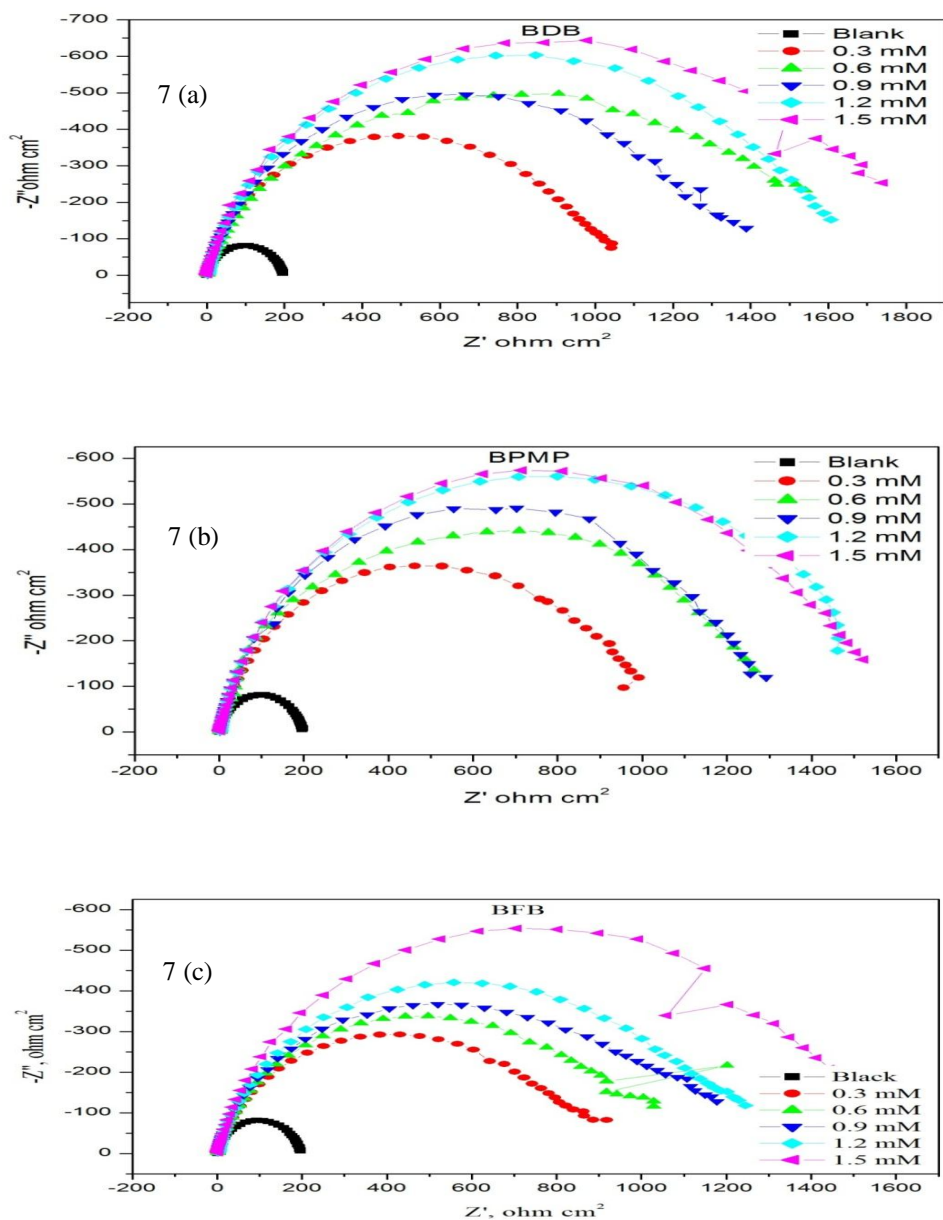 BDB
7 (a)
-Z"ohm cm²
-700
-600
-500
-400
-300
-200
-100
0
-200 0 200 400 600 800 1000 1200 1400 1600 1800
Z' ohm cm²
Blank
0.3 mM
0.6 mM
0.9 mM
1.2 mM
1.5 mM
BPMP
7 (b)
-Z" ohm cm²
-600
-500
-400
-300
-200
-100
0
-200 0 200 400 600 800 1000 1200 1400 1600
Z' ohm cm²
Blank
0.3 mM
0.6 mM
0.9 mM
1.2 mM
1.5 mM
BFB
7 (c)
-Z", ohm cm²
-600
-500
-400
-300
-200
-100
0
-200 0 200 400 600 800 1000 1200 1400 1600
Z', ohm cm²
Black
0.3 mM
0.6 mM
0.9 mM
1.2 mM
1.5 mM